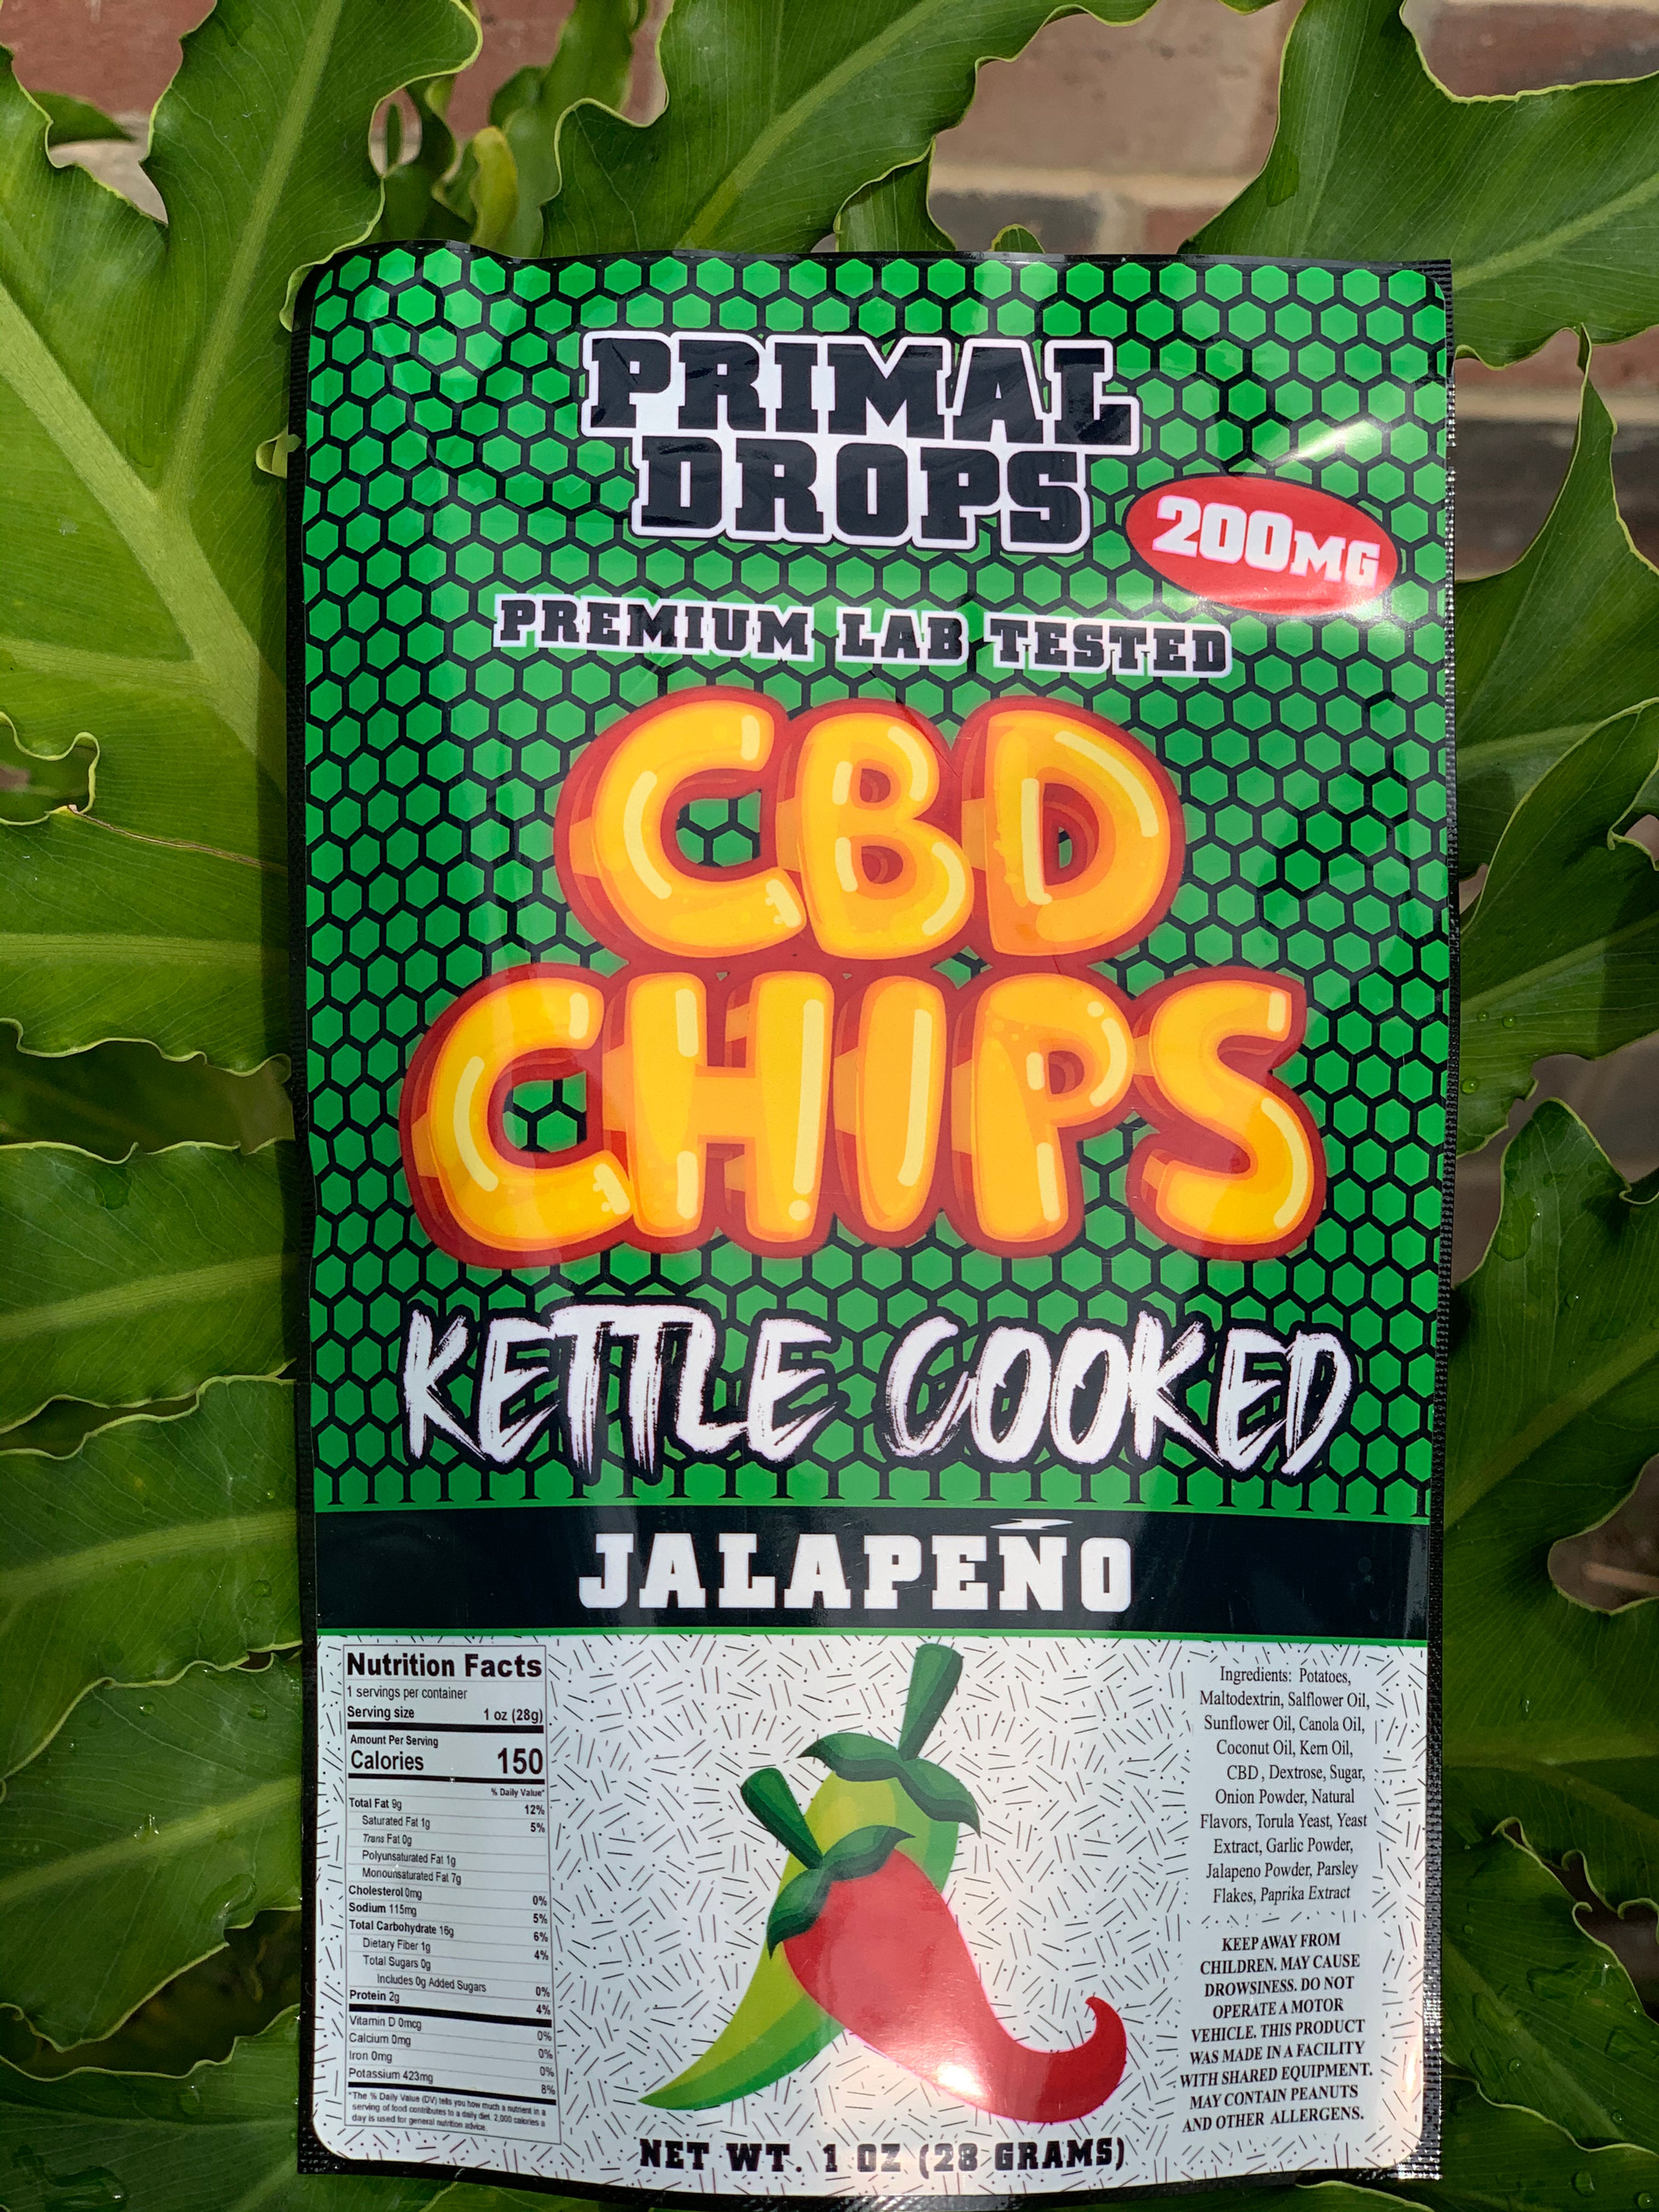 PRIMAL
DROPS
200MG
PREMIUM LAB TESTED
CBD
CHIPS
KETTLE COOKED
JALAPEÑO
Nutrition Facts
1 servings per container
Serving size 1 oz (28g)
Amount Per Serving
Calories 150
% Daily Value*
Total Fat 9g 12%
Saturated Fat 1g 5%
Trans Fat 0g
Polyunsaturated Fat 1g
Monounsaturated Fat 7g
Cholesterol 0mg 0%
Sodium 115mg 5%
Total Carbohydrate 16g 6%
Dietary Fiber 1g 4%
Total Sugars 0g
Includes 0g Added Sugars 0%
Protein 2g 4%
Vitamin D 0mcg 0%
Calcium 0mg 0%
Iron 0mg 0%
Potassium 423mg 8%
*The % Daily Value (DV) tells you how much a nutrient in a
serving of food contributes to a daily diet. 2,000 calories a
day is used for general nutrition advice.
Ingredients: Potatoes,
Maltodextrin, Salflower Oil,
Sunflower Oil, Canola Oil,
Coconut Oil, Kern Oil,
CBD , Dextrose, Sugar,
Onion Powder, Natural
Flavors, Torula Yeast, Yeast
Extract, Garlic Powder,
Jalapeno Powder, Parsley
Flakes, Paprika Extract
KEEP AWAY FROM
CHILDREN. MAY CAUSE
DROWSINESS. DO NOT
OPERATE A MOTOR
VEHICLE. THIS PRODUCT
WAS MADE IN A FACILITY
WITH SHARED EQUIPMENT.
MAY CONTAIN PEANUTS
AND OTHER ALLERGENS.
NET WT. 1 OZ (28 GRAMS)